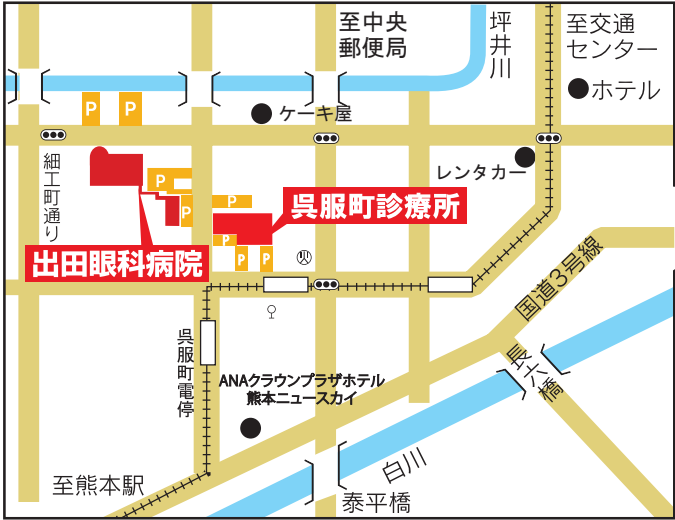 至中央
郵便局
坪井川
至交通
センター
ホテル
P
P
ケーキ屋
レンタカー
細工町通り
P
P
P
呉服町診療所
P
P
P
出田眼科病院
国道3号線
呉服町電停
ANAクラウンプラザホテル
熊本ニュースカイ
長六橋
白川
至熊本駅
泰平橋